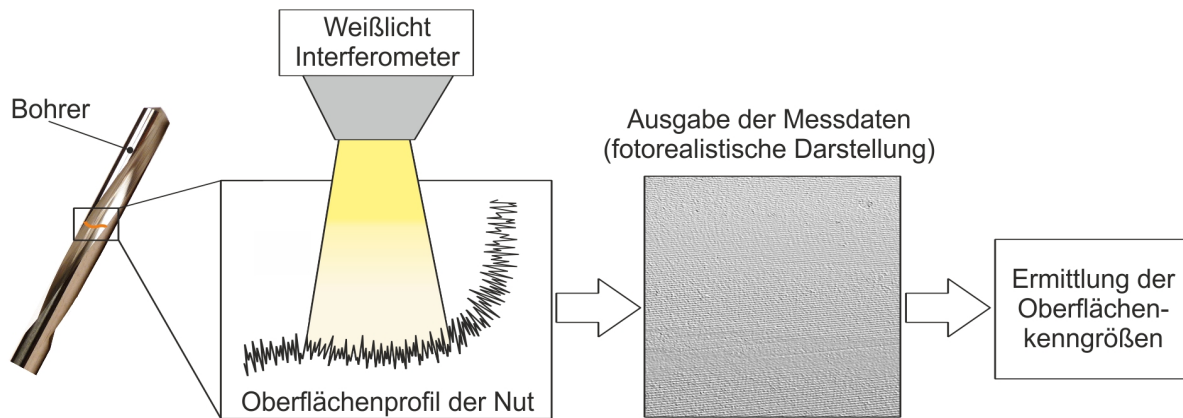 Weißlicht
Interferometer
Bohrer
Oberflächenprofil der Nut
Ausgabe der Messdaten
(fotorealistische Darstellung)
Ermittlung der
Oberflächen-
kenngrößen